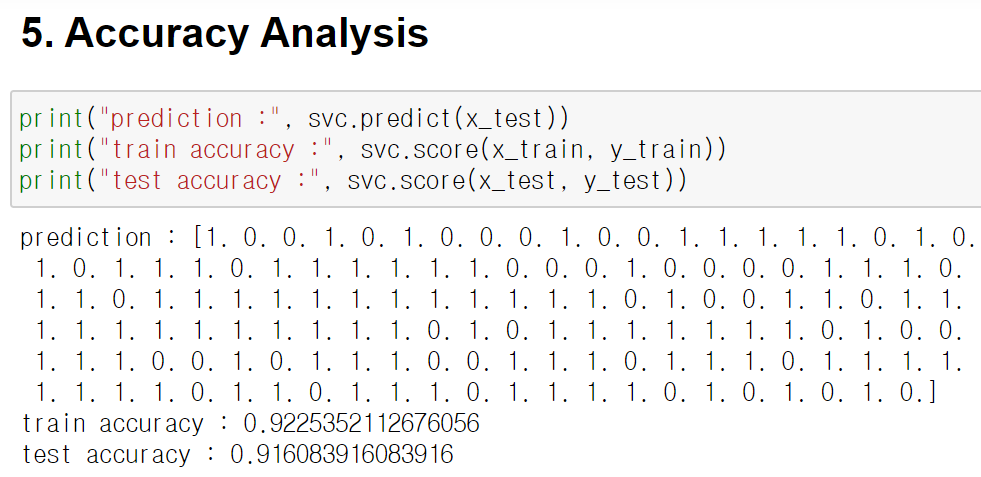 5. Accuracy Analysis
print("prediction :", svc.predict(x_test))
print("train accuracy :", svc.score(x_train, y_train))
print("test accuracy :", svc.score(x_test, y_test))
prediction : [1. 0. 0. 1. 0. 1. 0. 0. 0. 1. 0. 0. 1. 1. 1. 1. 1. 0. 1. 0.
1. 0. 1. 1. 1. 0. 1. 1. 1. 1. 1. 1. 0. 0. 0. 1. 0. 0. 0. 0. 1. 1. 1. 0.
1. 1. 0. 1. 1. 1. 1. 1. 1. 1. 1. 1. 1. 1. 1. 0. 1. 0. 0. 1. 1. 0. 1. 1.
1. 1. 1. 1. 1. 1. 1. 1. 1. 1. 0. 1. 0. 1. 1. 1. 1. 1. 1. 1. 0. 1. 0. 0.
1. 1. 1. 0. 0. 1. 0. 1. 1. 1. 0. 0. 1. 1. 1. 0. 1. 1. 1. 0. 1. 1. 1. 1.
1. 1. 1. 1. 0. 1. 1. 0. 1. 1. 1. 0. 1. 1. 1. 1. 0. 1. 0. 1. 0. 1. 0.]
train accuracy : 0.9225352112676056
test accuracy : 0.916083916083916